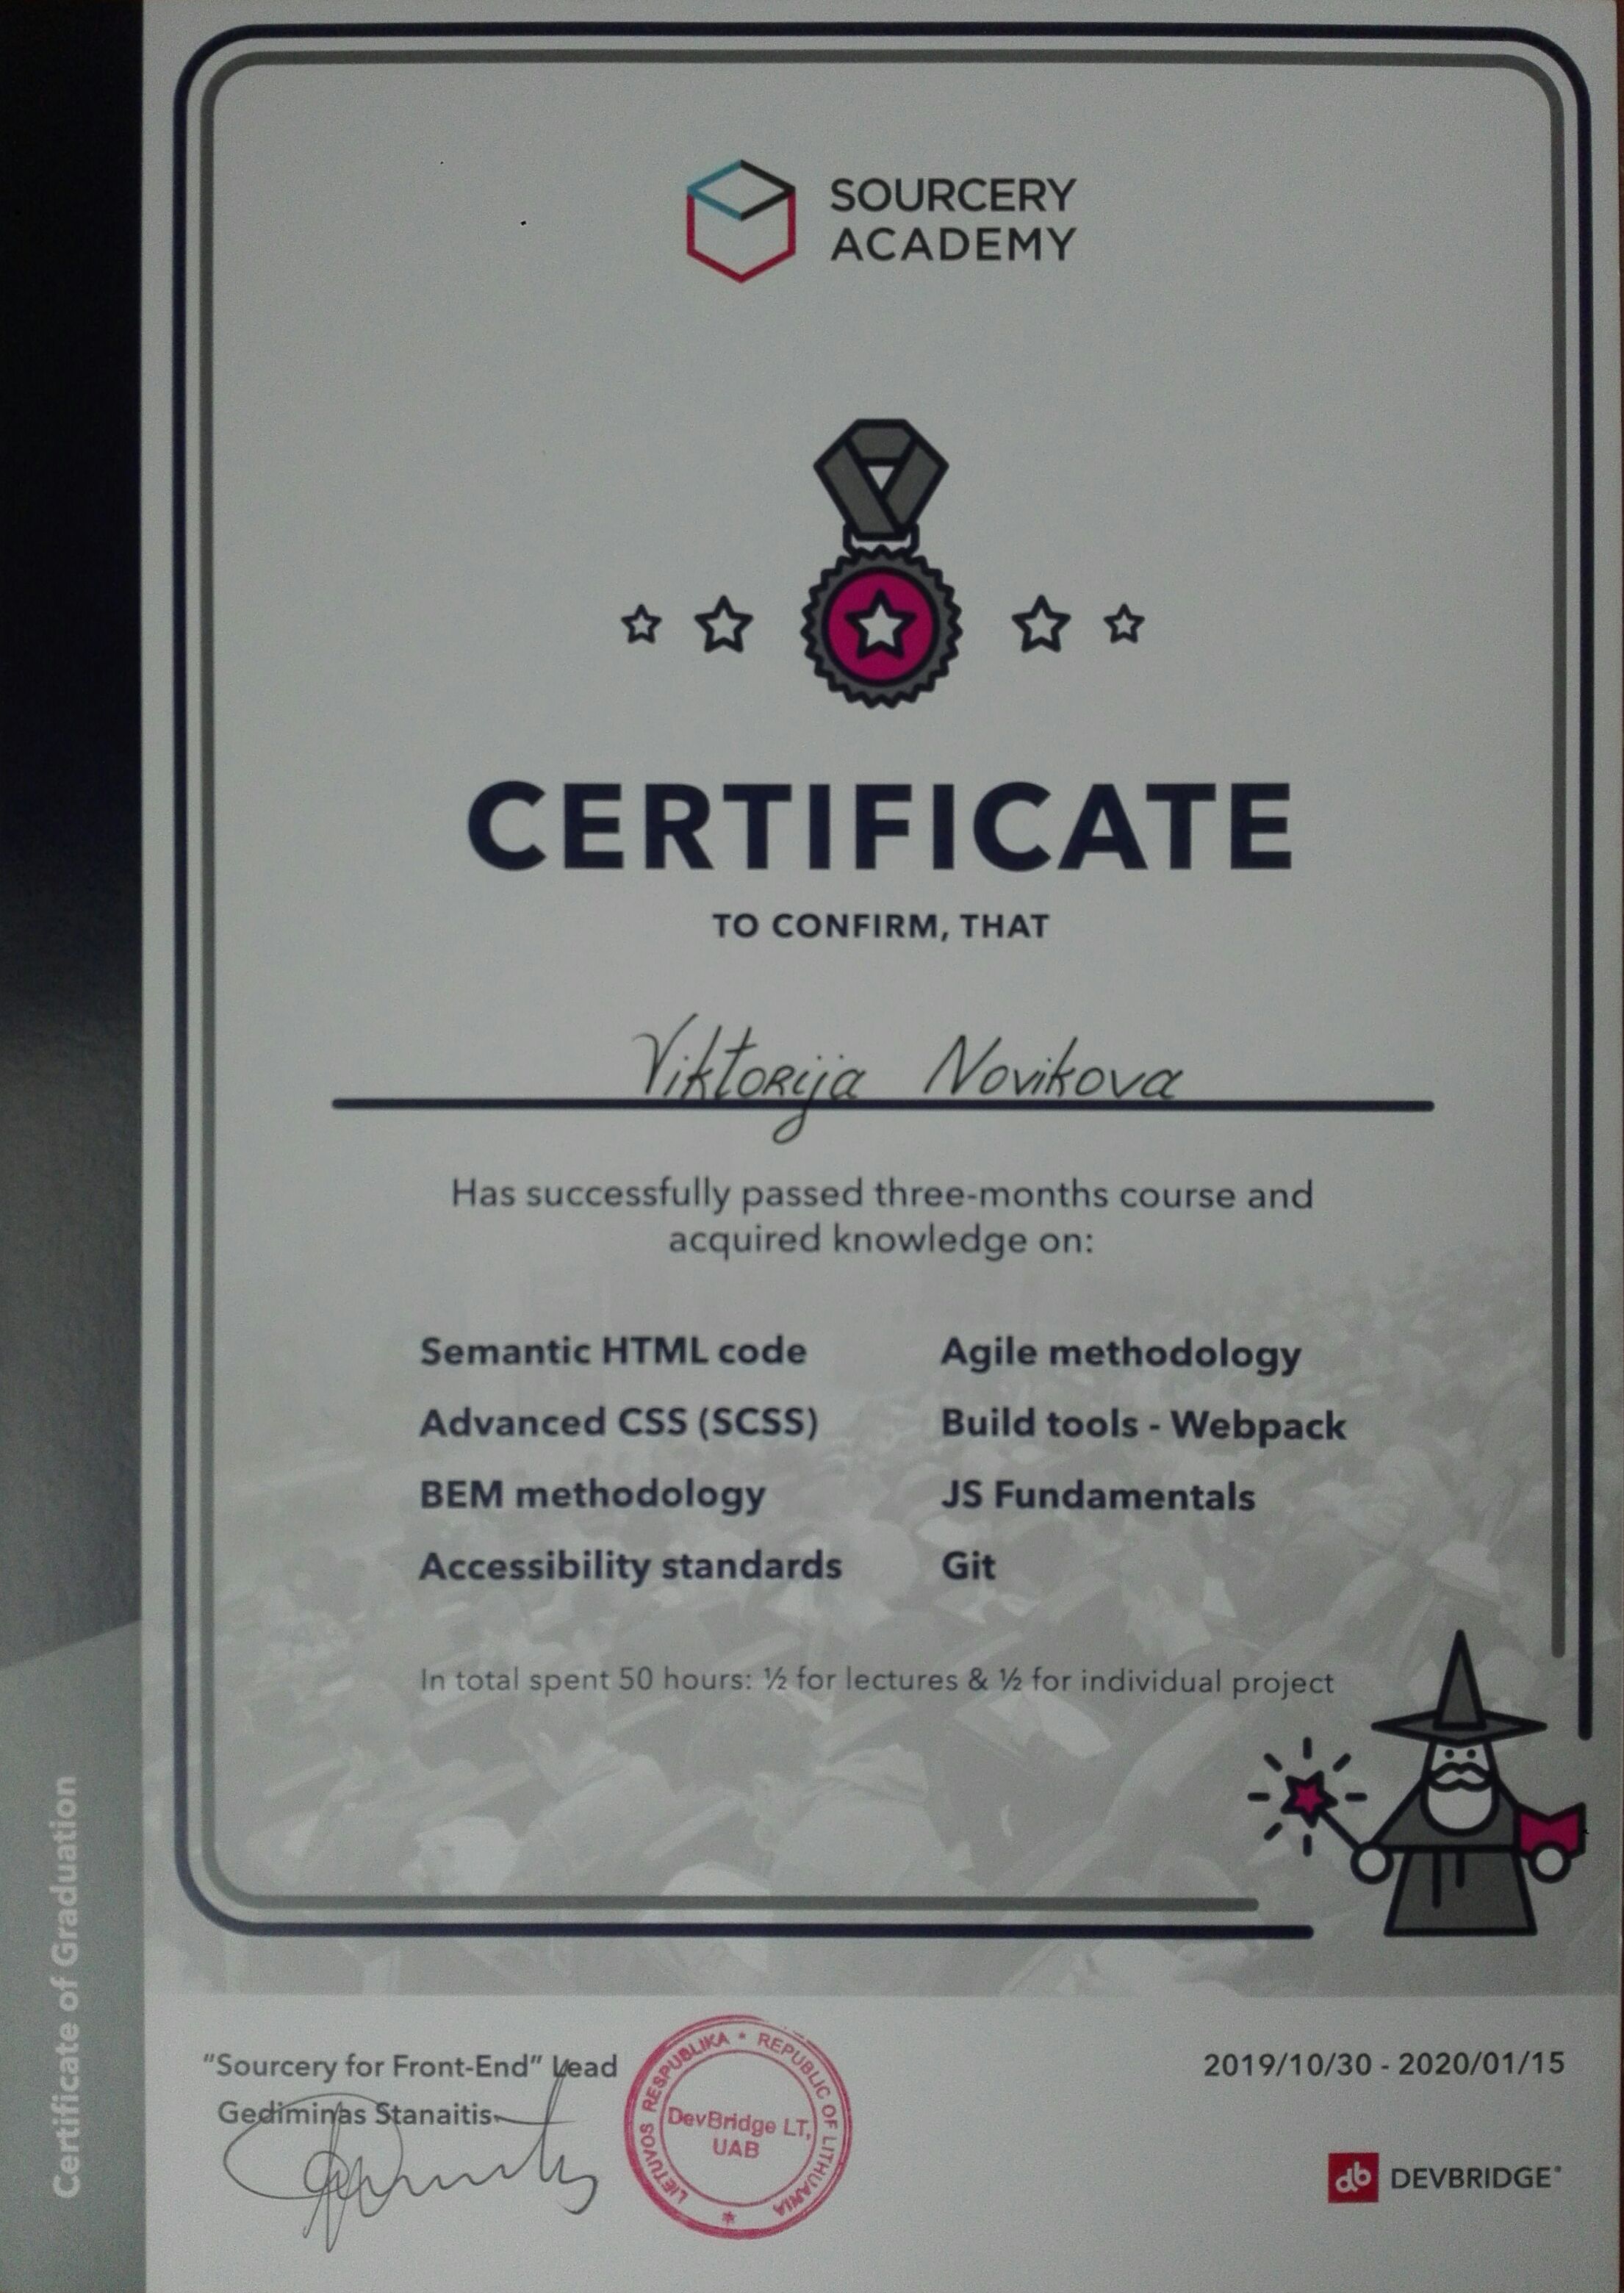 SOURCERY
ACADEMY
CERTIFICATE
TO CONFIRM, THAT
Viktorija Novikova
Has successfully passed three-months course and
acquired knowledge on:
Semantic HTML code
Advanced CSS (SCSS)
BEM methodology
Accessibility standards
Agile methodology
Build tools - Webpack
JS Fundamentals
Git
In total spent 50 hours: ½ for lectures & ½ for individual project
Certificate of Graduation
"Sourcery for Front-End" Lead
Gediminas Stanaitis
LIETUVOS RESPUBLIKA * REPUBLIC OF LITHUANIA *
DevBridge LT,
UAB
2019/10/30 - 2020/01/15
db DEVBRIDGE®